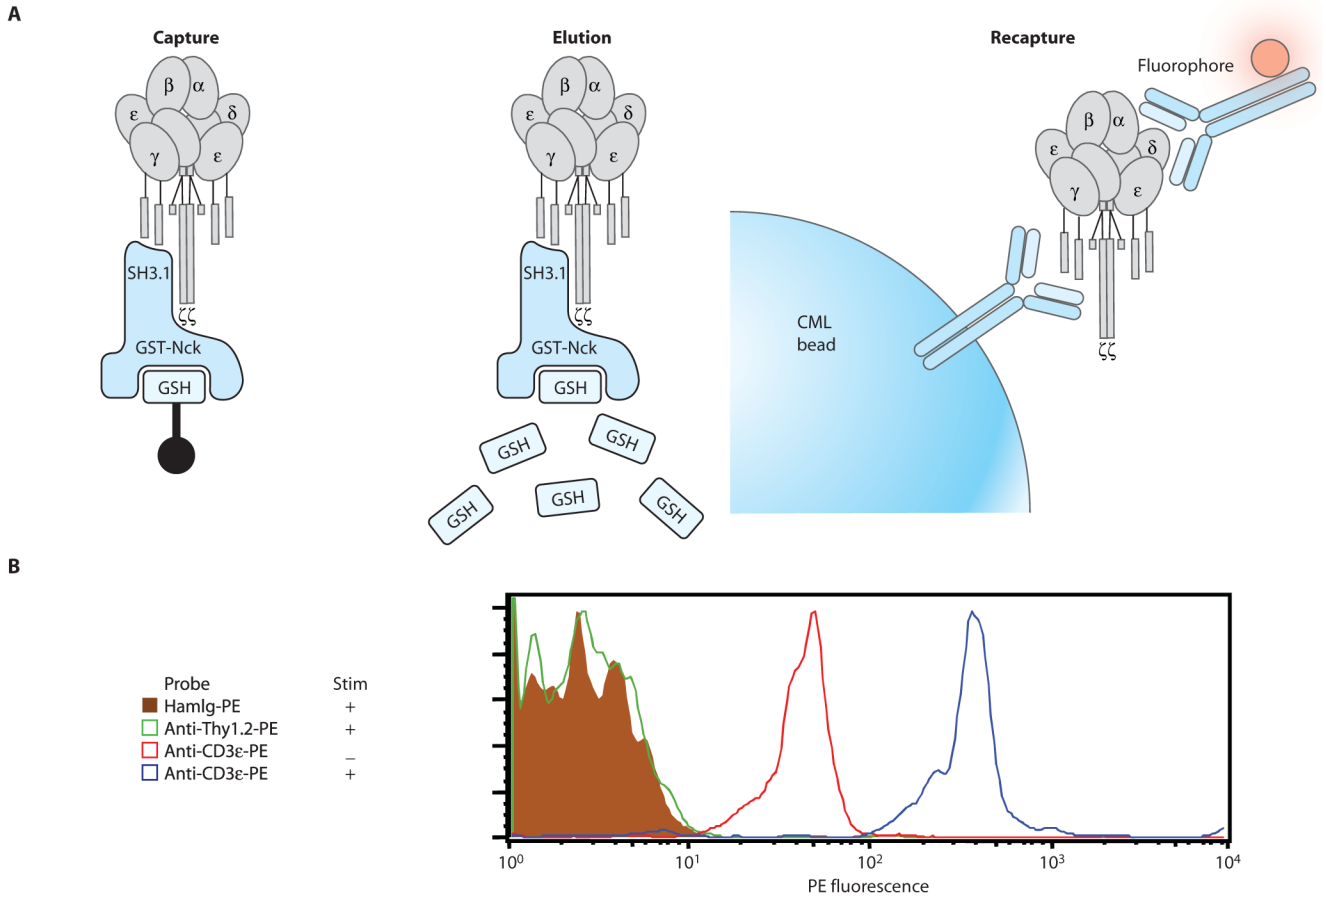 A
Capture
β α
ε δ
γ ε
SH3.1
ζζ
GST-Nck
GSH
Elution
β α
ε δ
γ ε
SH3.1
ζζ
GST-Nck
GSH
GSH GSH
GSH GSH GSH
Recapture
Fluorophore
β α
ε δ
γ ε
CML
bead
ζζ
B
Probe Stim
HamIg-PE +
Anti-Thy1.2-PE +
Anti-CD3ε-PE –
Anti-CD3ε-PE +
10⁰ 10¹ 10² 10³ 10⁴
PE fluorescence